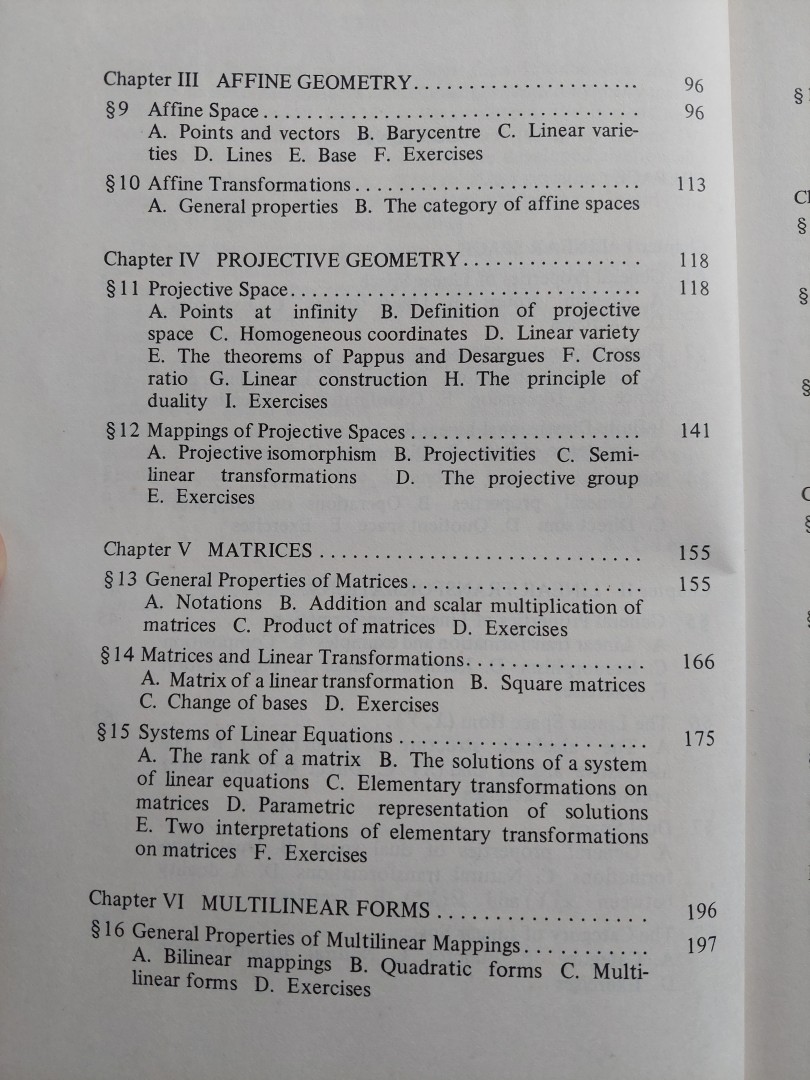 Chapter III AFFINE GEOMETRY...................... 96
§9 Affine Space................................... 96
A. Points and vectors B. Barycentre C. Linear varie-
ties D. Lines E. Base F. Exercises
§10 Affine Transformations........................... 113
A. General properties B. The category of affine spaces
Chapter IV PROJECTIVE GEOMETRY................. 118
§11 Projective Space................................ 118
A. Points at infinity B. Definition of projective
space C. Homogeneous coordinates D. Linear variety
E. The theorems of Pappus and Desargues F. Cross
ratio G. Linear construction H. The principle of
duality I. Exercises
§12 Mappings of Projective Spaces...................... 141
A. Projective isomorphism B. Projectivities C. Semi-
linear transformations D. The projective group
E. Exercises
Chapter V MATRICES.............................. 155
§13 General Properties of Matrices...................... 155
A. Notations B. Addition and scalar multiplication of
matrices C. Product of matrices D. Exercises
§14 Matrices and Linear Transformations................. 166
A. Matrix of a linear transformation B. Square matrices
C. Change of bases D. Exercises
§15 Systems of Linear Equations....................... 175
A. The rank of a matrix B. The solutions of a system
of linear equations C. Elementary transformations on
matrices D. Parametric representation of solutions
E. Two interpretations of elementary transformations
on matrices F. Exercises
Chapter VI MULTILINEAR FORMS.................... 196
§16 General Properties of Multilinear Mappings............ 197
A. Bilinear mappings B. Quadratic forms C. Multi-
linear forms D. Exercises